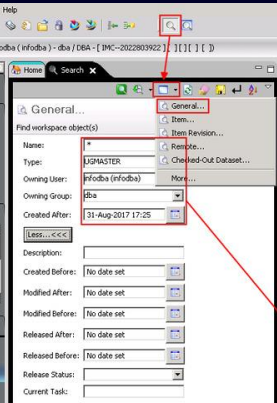 Help
odba (infodba) - dba / DBA - [ IMC--2022803922 ] [ ] [ ] [ ]
Home Search
General...
General...
Item...
Item Revision...
Remote...
Checked-Out Dataset...
More...
Find workspace object(s)
Name: *
Type: UGMASTER
Owning User: infodba (infodba)
Owning Group: dba
Created After: 31-Aug-2017 17:25
Less...<<<
Description:
Created Before: No date set
Modified After: No date set
Modified Before: No date set
Released After: No date set
Released Before: No date set
Release Status:
Current Task: